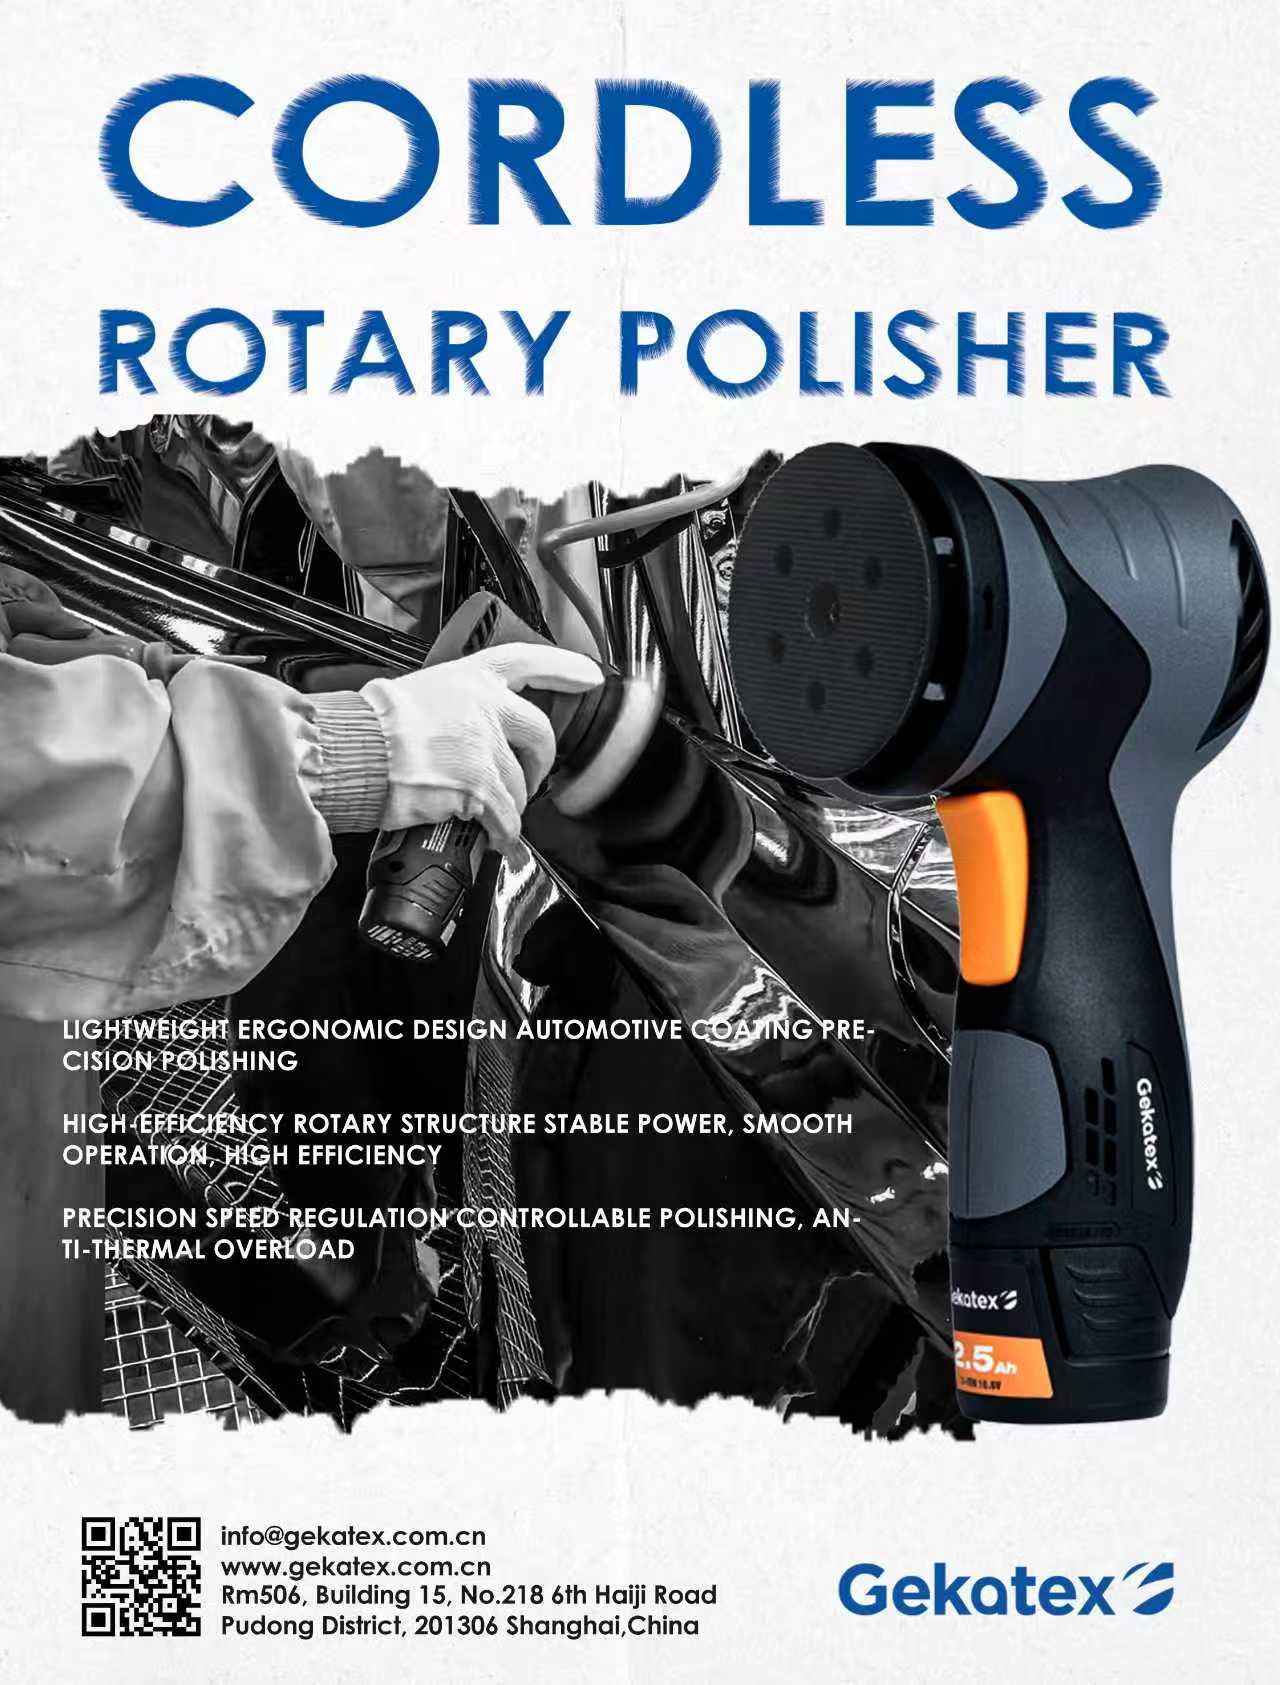 CORDLESS
ROTARY POLISHER
LIGHTWEIGHT ERGONOMIC DESIGN AUTOMOTIVE COATING PRE-
CISION POLISHING
HIGH-EFFICIENCY ROTARY STRUCTURE STABLE POWER, SMOOTH
OPERATION, HIGH EFFICIENCY
PRECISION SPEED REGULATION CONTROLLABLE POLISHING, AN-
TI-THERMAL OVERLOAD
Gekatex
ekatex
2.5Ah
info@gekatex.com.cn
www.gekatex.com.cn
Rm506, Building 15, No.218 6th Haiji Road
Pudong District, 201306 Shanghai,China
Gekatex